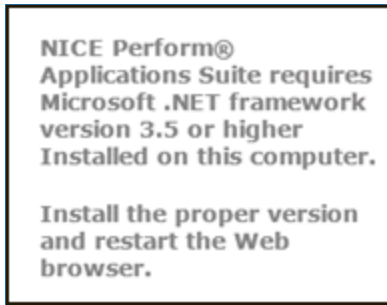 NICE Perform®
Applications Suite requires
Microsoft .NET framework
version 3.5 or higher
Installed on this computer.
Install the proper version
and restart the Web
browser.